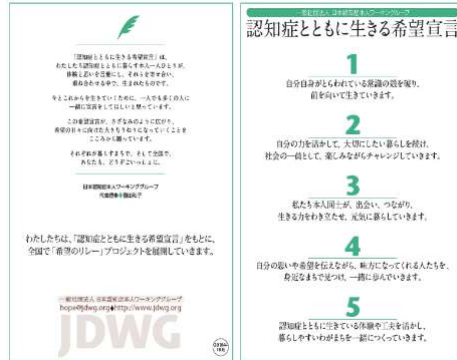 「認知症とともに生きる希望宣言」は、
わたしたち認知症とともに暮らす本人一人ひとりが、
体験と思いを言葉にし、それらを寄せ合い、
重ね合わせる中で、生まれたものです。
今とこれからを生きていくために、一人でも多くの人に
一緒に宣言をしてほしいと思っています。
この希望宣言が、さざなみのように広がり、
希望の日々に向けた大きなうねりになっていくことを
こころから願っています。
それぞれが暮らすまちで、そして全国で、
あなたも、どうぞごいっしょに。
日本認知症本人ワーキンググループ
わたしたちは、「認知症とともに生きる希望宣言」をもとに、
全国で「希望のリレー」プロジェクトを展開していきます。
一般社団法人 日本認知症本人ワーキンググループ
hope@jdwg.org◆http://www.jdwg.org
JDWG
一般社団法人 日本認知症本人ワーキンググループ
認知症とともに生きる希望宣言
1
自分自身がとらわれている常識の殻を破り、
前を向いて生きていきます。
2
自分の力を活かして、大切にしたい暮らしを続け、
社会の一員として、楽しみながらチャレンジしていきます。
3
私たち本人同士が、出会い、つながり、
生きる力をわき立たせ、元気に暮らしていきます。
4
自分の思いや希望を伝えながら、味方になってくれる人たちを、
身近なまちで見つけ、一緒に歩んでいきます。
5
認知症とともに生きている体験や工夫を活かし、
暮らしやすいわがまちを一緒につくっていきます。